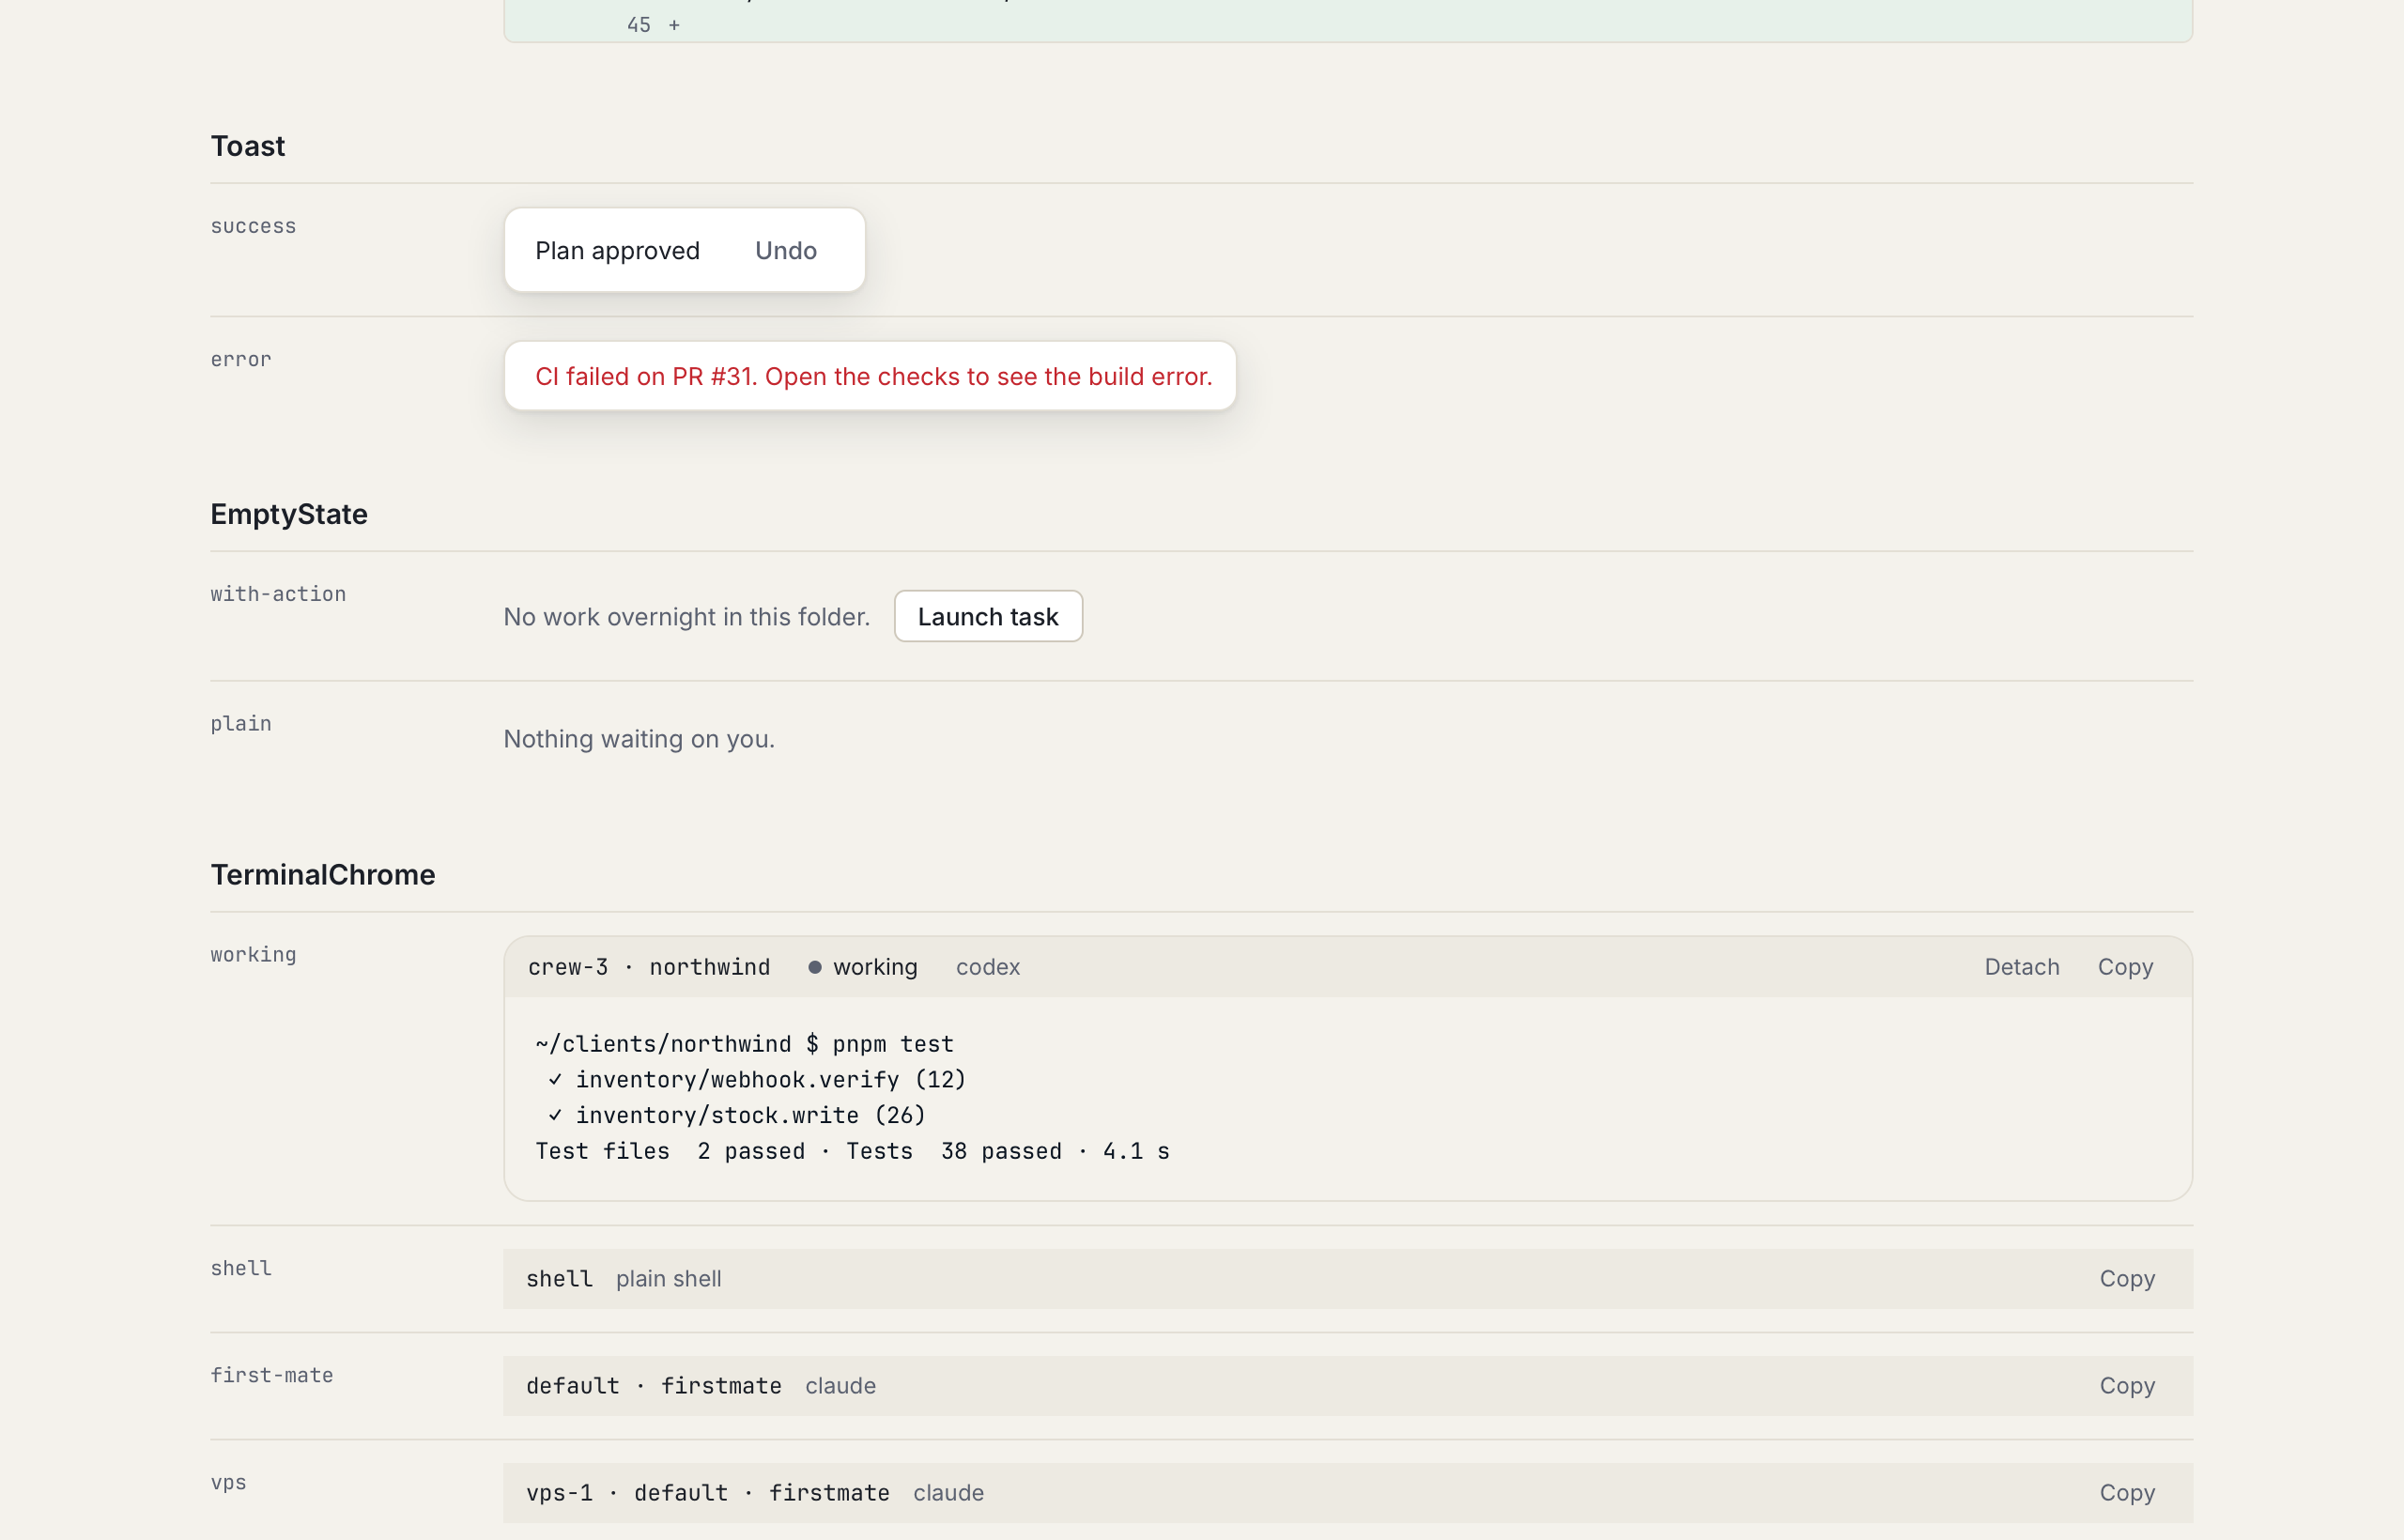 45 +
Toast
success
Plan approved Undo
error
CI failed on PR #31. Open the checks to see the build error.
EmptyState
with-action
No work overnight in this folder. Launch task
plain
Nothing waiting on you.
TerminalChrome
working
crew-3 · northwind working codex Detach Copy
~/clients/northwind $ pnpm test
✓ inventory/webhook.verify (12)
✓ inventory/stock.write (26)
Test files 2 passed · Tests 38 passed · 4.1 s
shell
shell plain shell Copy
first-mate
default · firstmate claude Copy
vps
vps-1 · default · firstmate claude Copy